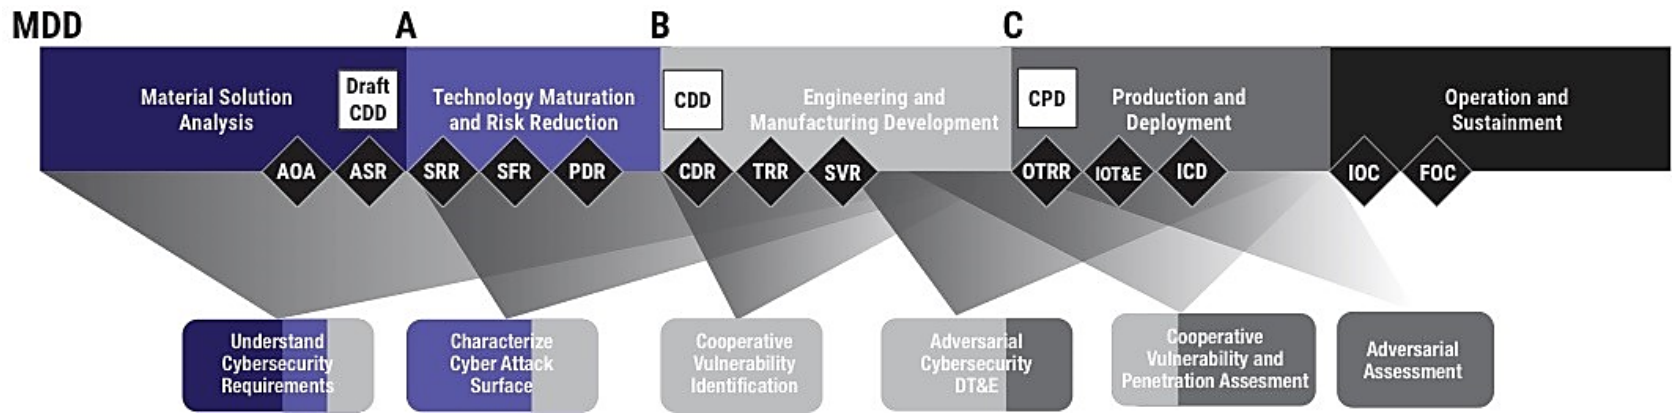 MDD
A
B
C
Material Solution
Analysis
Draft
CDD
Technology Maturation
and Risk Reduction
CDD
Engineering and
Manufacturing Development
CPD
Production and
Deployment
Operation and
Sustainment
AOA
ASR
SRR
SFR
PDR
CDR
TRR
SVR
OTRR
IOT&E
ICD
IOC
FOC
Understand
Cybersecurity
Requirements
Characterize
Cyber Attack
Surface
Cooperative
Vulnerability
Identification
Adversarial
Cybersecurity
DT&E
Cooperative
Vulnerability and
Penetration Assesment
Adversarial
Assessment